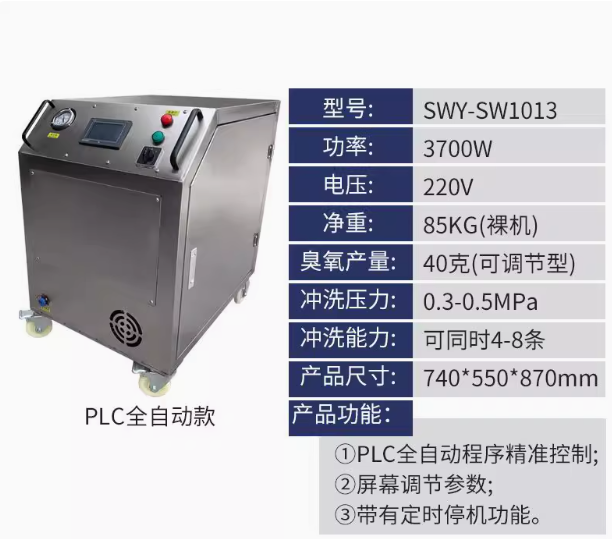 型号: SWY-SW1013
功率: 3700W
电压: 220V
净重: 85KG(裸机)
臭氧产量: 40克(可调节型)
冲洗压力: 0.3-0.5MPa
冲洗能力: 可同时4-8条
产品尺寸: 740*550*870mm
PLC全自动款
产品功能:
①PLC全自动程序精准控制;
②屏幕调节参数;
③带有定时停机功能。